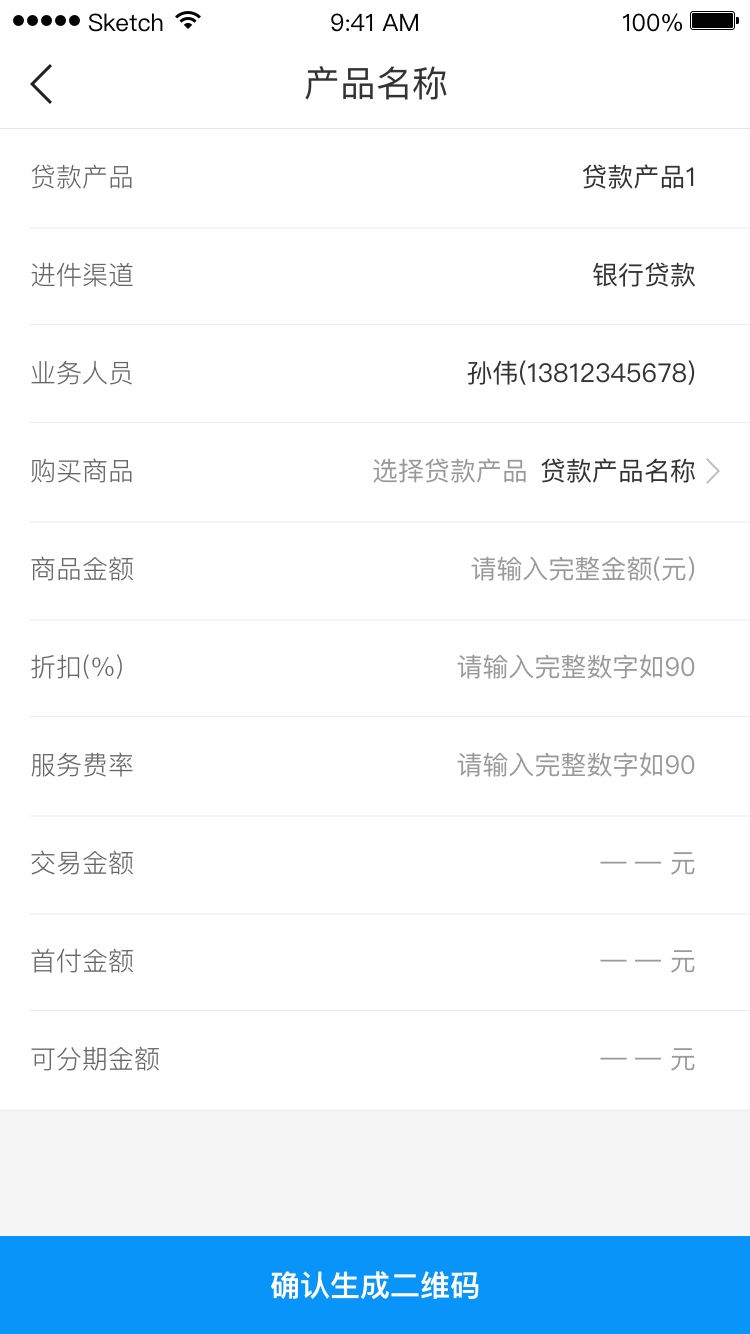 Sketch 9:41 AM 100%
产品名称
贷款产品 贷款产品1
进件渠道 银行贷款
业务人员 孙伟(13812345678)
购买商品 选择贷款产品 贷款产品名称
商品金额 请输入完整金额(元)
折扣(%) 请输入完整数字如90
服务费率 请输入完整数字如90
交易金额 — — 元
首付金额 — — 元
可分期金额 — — 元
确认生成二维码